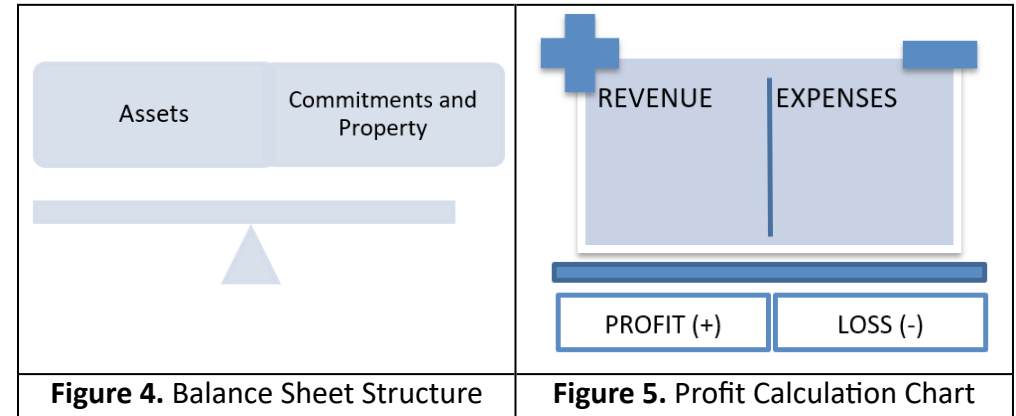 Assets
Commitments and
Property
Figure 4. Balance Sheet Structure
REVENUE
EXPENSES
PROFIT (+)
LOSS (-)
Figure 5. Profit Calculation Chart